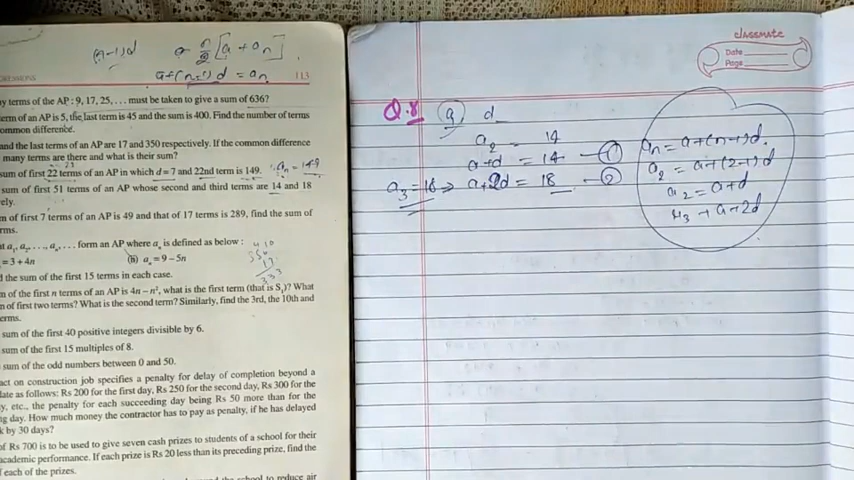 (n-1)d n/2 [a + an]
a+(n-1)d = an
113
y terms of the AP : 9, 17, 25, . . . must be taken to give a sum of 636?
erm of an AP is 5, the last term is 45 and the sum is 400. Find the number of terms
ommon difference.
and the last terms of an AP are 17 and 350 respectively. If the common difference
many terms are there and what is their sum?
sum of first 22 terms of an AP in which d = 7 and 22nd term is 149. an = 149
sum of first 51 terms of an AP whose second and third terms are 14 and 18
ely.
m of first 7 terms of an AP is 49 and that of 17 terms is 289, find the sum of
rms.
at a1, a2, . . ., an, . . . form an AP where an is defined as below :
= 3 + 4n (ii) an = 9 – 5n
d the sum of the first 15 terms in each case.
m of the first n terms of an AP is 4n – n², what is the first term (that is S1)? What
m of first two terms? What is the second term? Similarly, find the 3rd, the 10th and
erms.
sum of the first 40 positive integers divisible by 6.
sum of the first 15 multiples of 8.
sum of the odd numbers between 0 and 50.
act on construction job specifies a penalty for delay of completion beyond a
date as follows: Rs 200 for the first day, Rs 250 for the second day, Rs 300 for the
y, etc., the penalty for each succeeding day being Rs 50 more than for the
ng day. How much money the contractor has to pay as penalty, if he has delayed
k by 30 days?
of Rs 700 is to be used to give seven cash prizes to students of a school for their
academic performance. If each prize is Rs 20 less than its preceding prize, find the
f each of the prizes.
school to reduce air
classmate
Date
Page
Q.8 a d
a2 = 14
a+d = 14 — 1
a3 = 18 ⇒ a+2d = 18 — 2
an = a+(n-1)d.
a2 = a+(2-1)d
a2 = a+d
a+2d